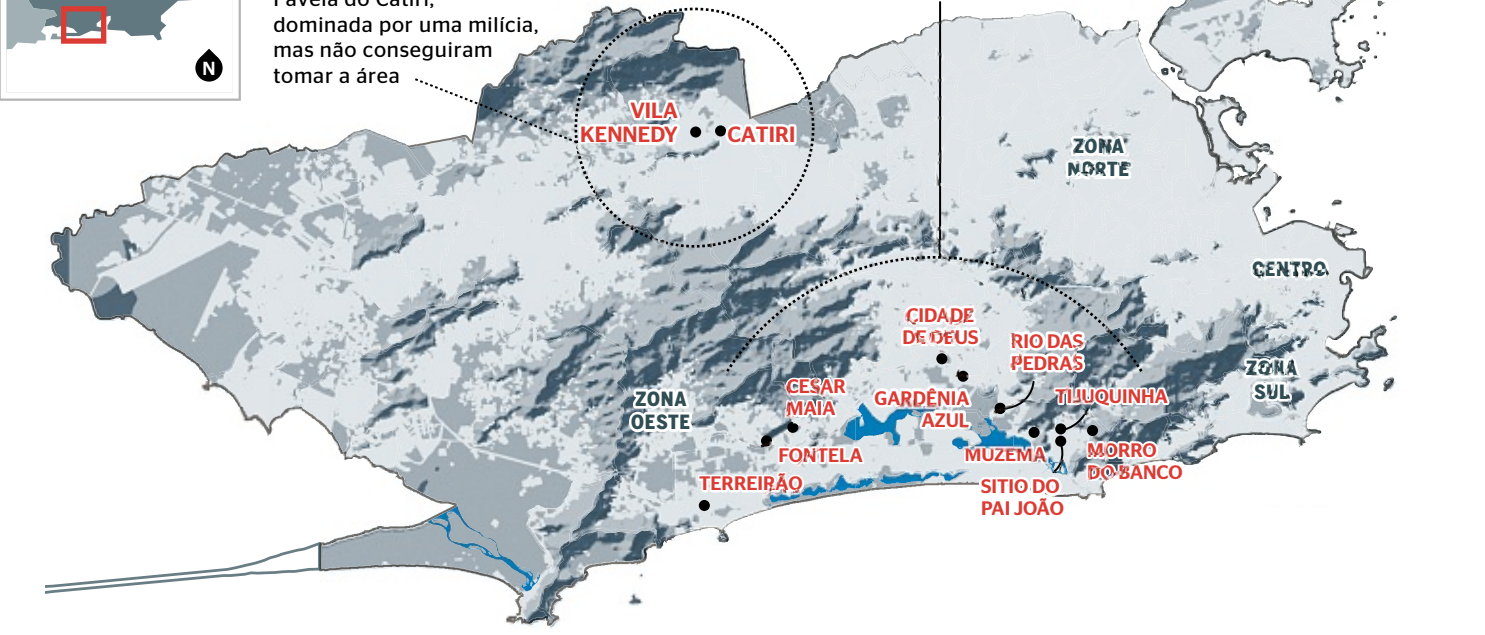 Favela do Catiri,
dominada por uma milícia,
mas não conseguiram
tomar a área
N
VILA
KENNEDY
CATIRI
ZONA
NORTE
CENTRO
CIDADE
DE DEUS
RIO DAS
PEDRAS
ZONA
SUL
CESAR
MAIA
GARDÊNIA
AZUL
TIJUQUINHA
ZONA
OESTE
FONTELA
MUZEMA
MORRO
DO BANCO
TERREIRÃO
SITIO DO
PAI JOÃO